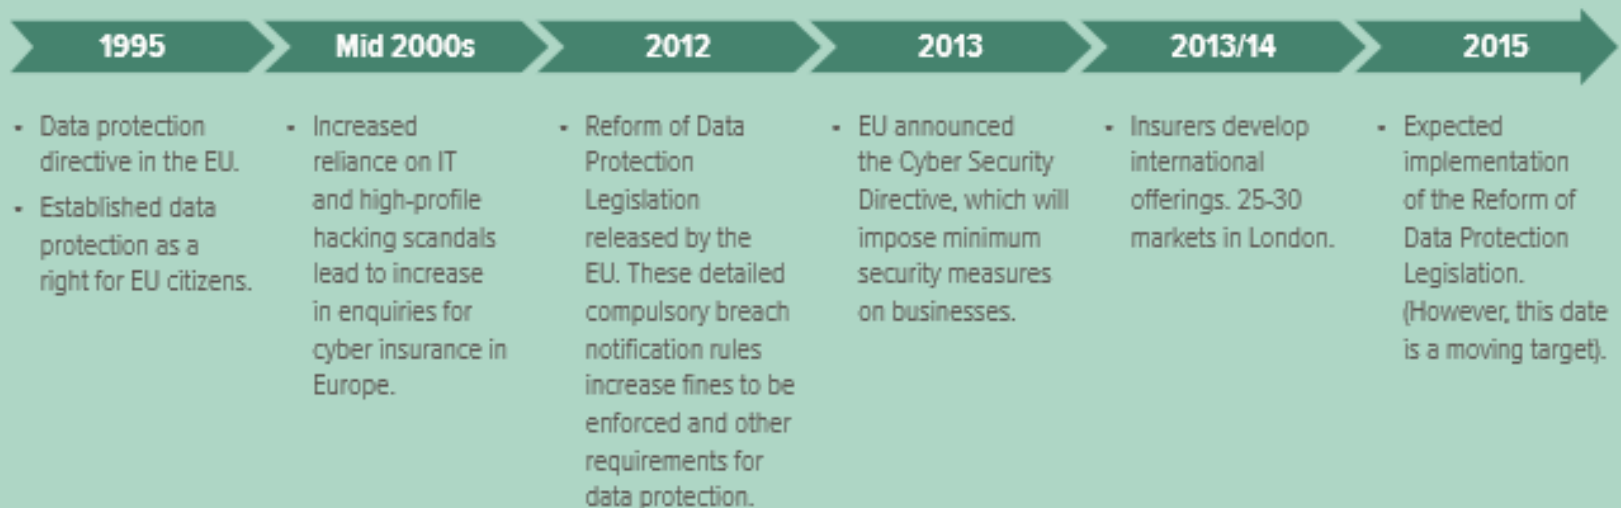 1995
Mid 2000s
2012
2013
2013/14
2015
- Data protection
directive in the EU.
- Established data
protection as a
right for EU citizens.
- Increased
reliance on IT
and high-profile
hacking scandals
lead to increase
in enquiries for
cyber insurance in
Europe.
- Reform of Data
Protection
Legislation
released by the
EU. These detailed
compulsory breach
notification rules
increase fines to be
enforced and other
requirements for
data protection.
- EU announced
the Cyber Security
Directive, which will
impose minimum
security measures
on businesses.
- Insurers develop
international
offerings. 25-30
markets in London.
- Expected
implementation
of the Reform of
Data Protection
Legislation.
(However, this date
is a moving target).